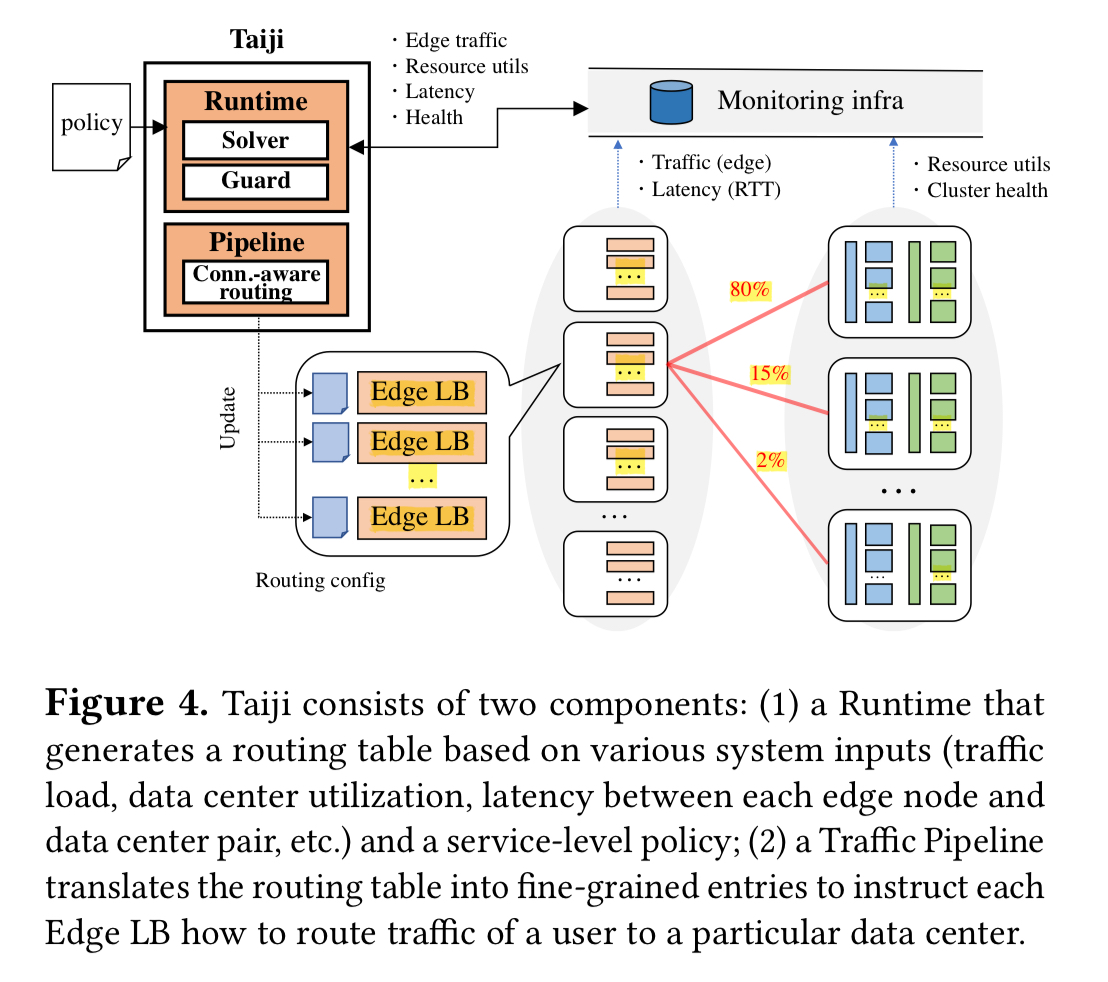 Taiji
policy
Runtime
Solver
Guard
Pipeline
Conn.-aware
routing
· Edge traffic
· Resource utils
· Latency
· Health
Monitoring infra
· Traffic (edge)
· Latency (RTT)
· Resource utils
· Cluster health
Update
Edge LB
Edge LB
...
Edge LB
Routing config
...
...
...
...
...
80%
15%
2%
...
...
...
...
...
...
...
Figure 4. Taiji consists of two components: (1) a Runtime that
generates a routing table based on various system inputs (traffic
load, data center utilization, latency between each edge node and
data center pair, etc.) and a service-level policy; (2) a Traffic Pipeline
translates the routing table into fine-grained entries to instruct each
Edge LB how to route traffic of a user to a particular data center.